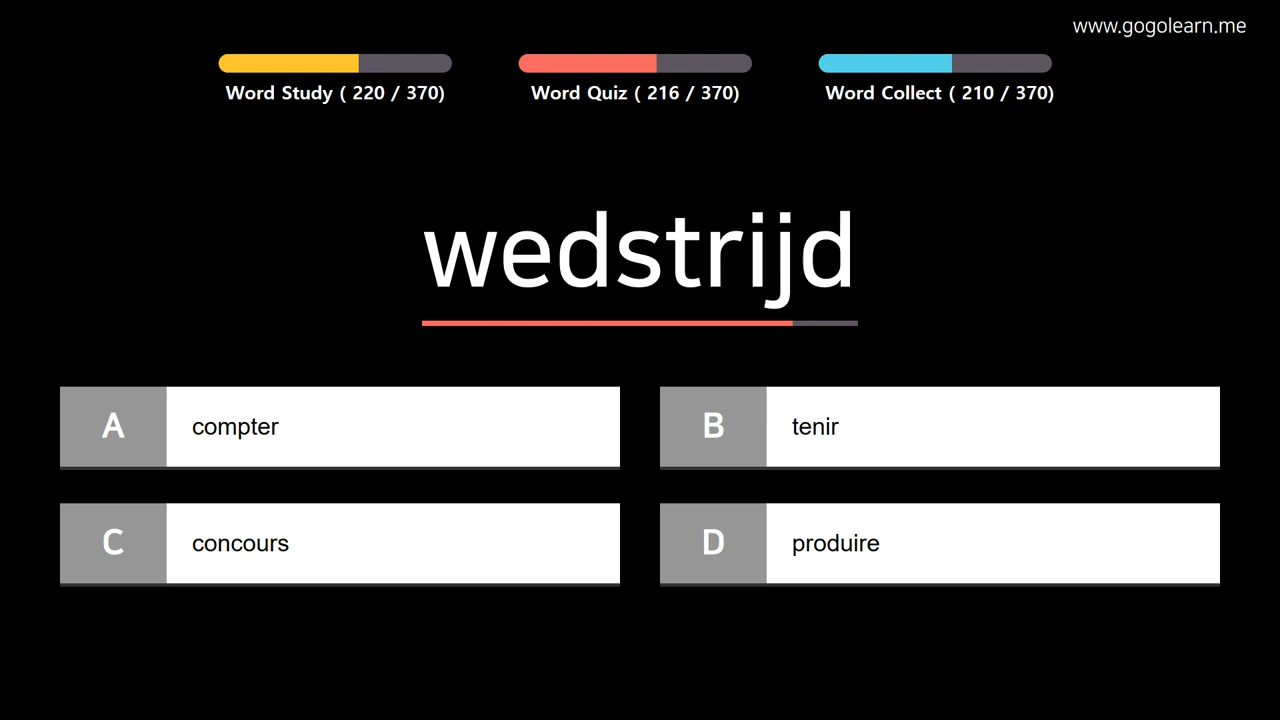 www.gogolearn.me
Word Study ( 220 / 370)
Word Quiz ( 216 / 370)
Word Collect ( 210 / 370)
wedstrijd
A
compter
B
tenir
C
concours
D
produire